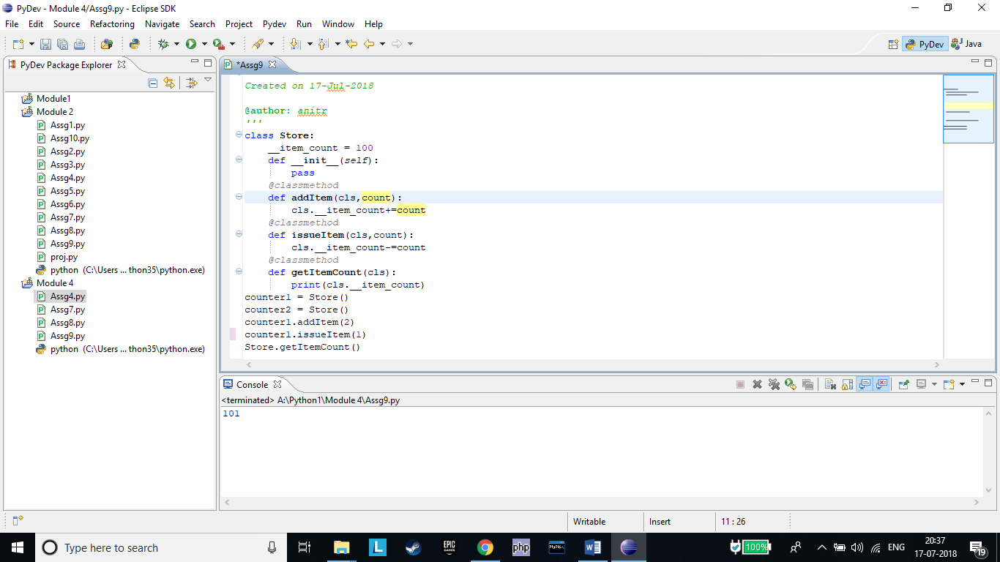 PyDev - Module 4/Assg9.py - Eclipse SDK
File Edit Source Refactoring Navigate Search Project Pydev Run Window Help
PyDev
Java
PyDev Package Explorer
Module1
Module 2
Assg1.py
Assg10.py
Assg2.py
Assg3.py
Assg4.py
Assg5.py
Assg6.py
Assg7.py
Assg8.py
Assg9.py
proj.py
python (C:\Users ... thon35\python.exe)
Module 4
Assg4.py
Assg7.py
Assg8.py
Assg9.py
python (C:\Users ... thon35\python.exe)
*Assg9
Created on 17-Jul-2018
@author: anitr
'''
class Store:
    __item_count = 100
    def __init__(self):
        pass
    @classmethod
    def addItem(cls,count):
        cls.__item_count+=count
    @classmethod
    def issueItem(cls,count):
        cls.__item_count-=count
    @classmethod
    def getItemCount(cls):
        print(cls.__item_count)
counter1 = Store()
counter2 = Store()
counter1.addItem(2)
counter1.issueItem(1)
Store.getItemCount()
Console
<terminated> A:\Python1\Module 4\Assg9.py
101
Writable Insert 11 : 26
Type here to search
L
EPIC GAMES
php
MySQL
W
100%
ENG
20:37
17-07-2018
19